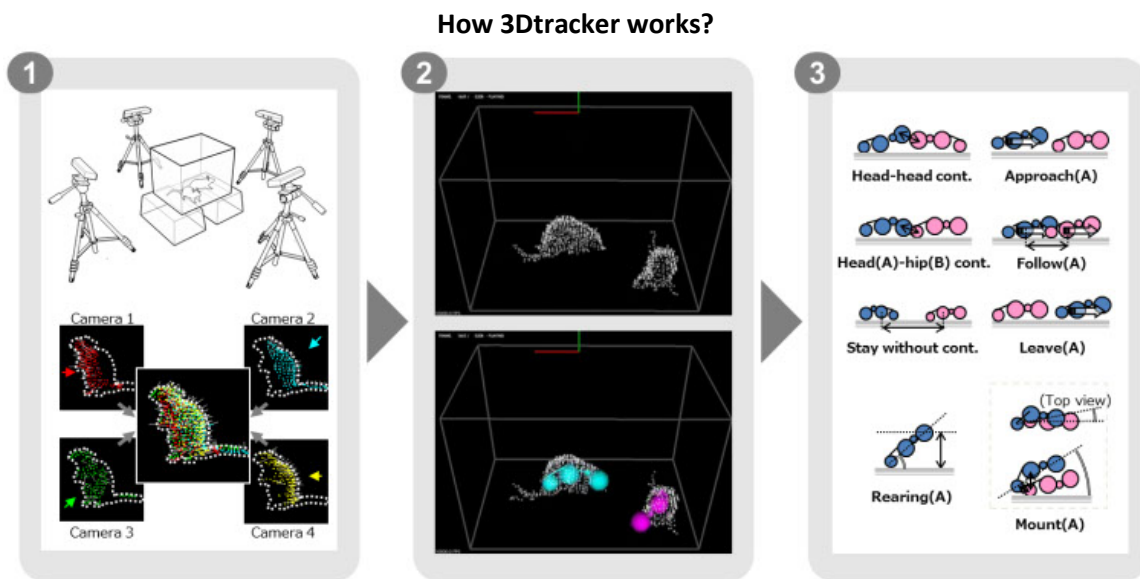 How 3Dtracker works?
1
2
3
Camera 1
Camera 2
Camera 3
Camera 4
Head-head cont.
Approach(A)
Head(A)-hip(B) cont.
Follow(A)
Stay without cont.
Leave(A)
(Top view)
Rearing(A)
Mount(A)